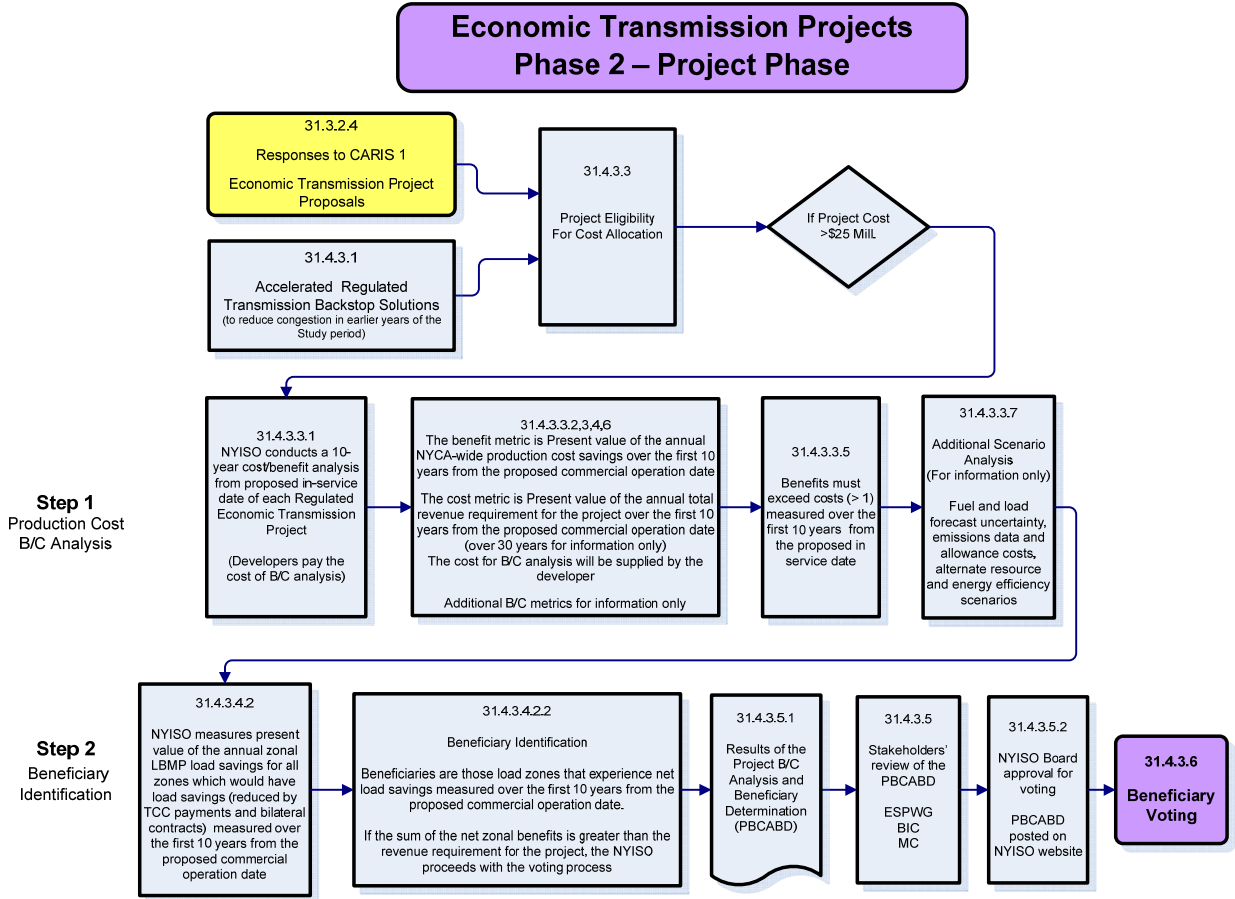 Economic Transmission Projects
Phase 2 – Project Phase
31.3.2.4
Responses to CARIS 1
Economic Transmission Project
Proposals
31.4.3.1
Accelerated Regulated
Transmission Backstop Solutions
(to reduce congestion in earlier years of the
Study period)
31.4.3.3
Project Eligibility
For Cost Allocation
If Project Cost
>$25 Mill.
Step 1
Production Cost
B/C Analysis
31.4.3.3.1
NYISO conducts a 10-
year cost/benefit analysis
from proposed in-service
date of each Regulated
Economic Transmission
Project
(Developers pay the
cost of B/C analysis)
31.4.3.3.2,3,4,6
The benefit metric is Present value of the annual
NYCA-wide production cost savings over the first 10
years from the proposed commercial operation date
The cost metric is Present value of the annual total
revenue requirement for the project over the first 10
years from the proposed commercial operation date
(over 30 years for information only)
The cost for B/C analysis will be supplied by the
developer
Additional B/C metrics for information only
31.4.3.3.5
Benefits must
exceed costs (> 1)
measured over the
first 10 years from
the proposed in
service date
31.4.3.3.7
Additional Scenario
Analysis
(For information only)
Fuel and load
forecast uncertainty,
emissions data and
allowance costs,
alternate resource
and energy efficiency
scenarios
Step 2
Beneficiary
Identification
31.4.3.4.2
NYISO measures present
value of the annual zonal
LBMP load savings for all
zones which would have
load savings (reduced by
TCC payments and bilateral
contracts) measured over
the first 10 years from the
proposed commercial
operation date
31.4.3.4.2.2
Beneficiary Identification
Beneficiaries are those load zones that experience net
load savings measured over the first 10 years from the
proposed commercial operation date.
If the sum of the net zonal benefits is greater than the
revenue requirement for the project, the NYISO
proceeds with the voting process
31.4.3.5.1
Results of the
Project B/C
Analysis and
Beneficiary
Determination
(PBCABD)
31.4.3.5
Stakeholders'
review of the
PBCABD
ESPWG
BIC
MC
31.4.3.5.2
NYISO Board
approval for
voting
PBCABD
posted on
NYISO website
31.4.3.6
Beneficiary
Voting